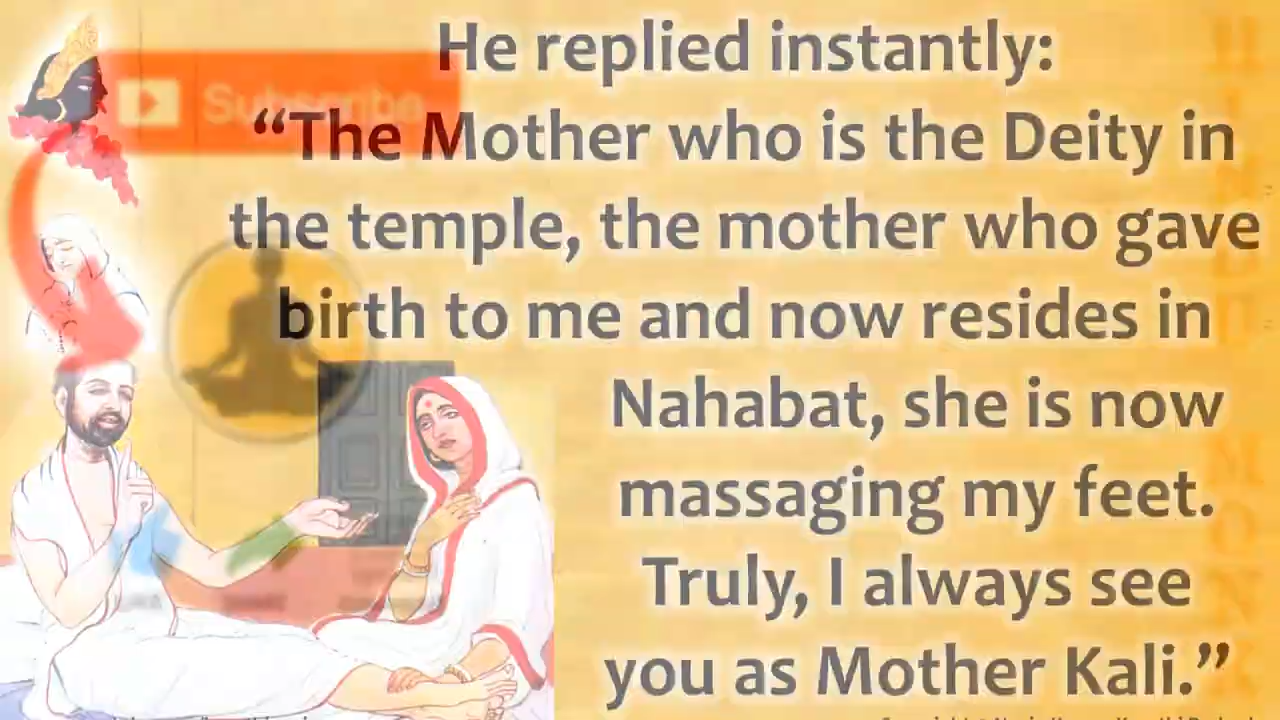 He replied instantly:
Subscribe
“The Mother who is the Deity in
the temple, the mother who gave
birth to me and now resides in
Nahabat, she is now
massaging my feet.
Truly, I always see
you as Mother Kali.”